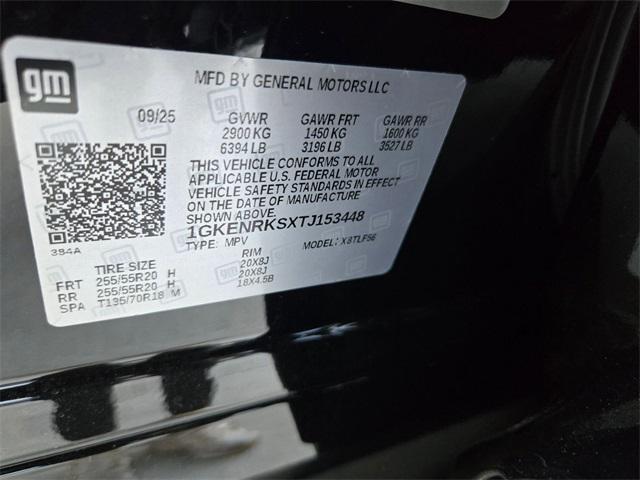 gm
MFD BY GENERAL MOTORS LLC
09/25 GVWR GAWR FRT GAWR RR
2900 KG 1450 KG 1600 KG
6394 LB 3196 LB 3527 LB
THIS VEHICLE CONFORMS TO ALL
APPLICABLE U.S. FEDERAL MOTOR
VEHICLE SAFETY STANDARDS IN EFFECT
ON THE DATE OF MANUFACTURE
SHOWN ABOVE.
384A
1GKENRKSXTJ153448
TYPE: MPV MODEL: X8TLF56
TIRE SIZE RIM
FRT 255/55R20 H 20X8J
RR 255/55R20 H 20X8J
SPA T135/70R18 M 18X4.5B